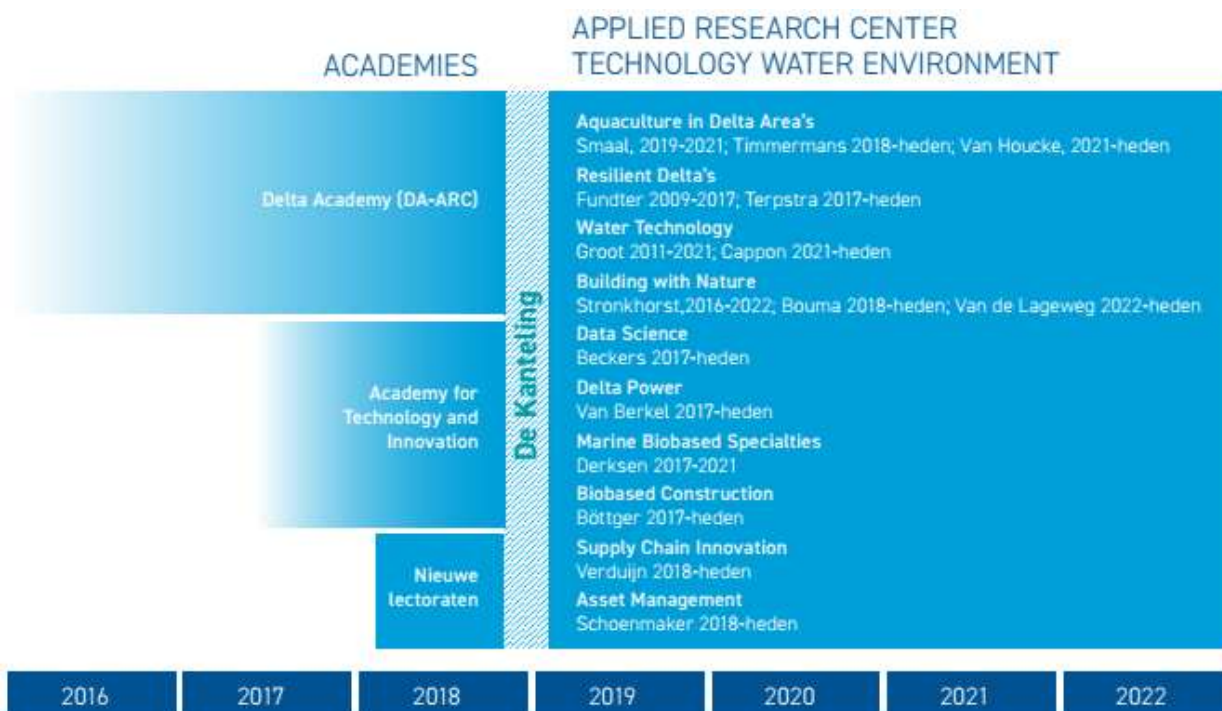 ACADEMIES
APPLIED RESEARCH CENTER
TECHNOLOGY WATER ENVIRONMENT
Delta Academy (DA-ARC)
Academy for
Technology and
Innovation
Nieuwe
lectoraten
De Kanteling
Aquaculture in Delta Area's
Smaal, 2019-2021; Timmermans 2018-heden; Van Houcke, 2021-heden
Resilient Delta's
Fundter 2009-2017; Terpstra 2017-heden
Water Technology
Groot 2011-2021; Cappon 2021-heden
Building with Nature
Stronkhorst,2016-2022; Bouma 2018-heden; Van de Lageweg 2022-heden
Data Science
Beckers 2017-heden
Delta Power
Van Berkel 2017-heden
Marine Biobased Specialties
Derksen 2017-2021
Biobased Construction
Böttger 2017-heden
Supply Chain Innovation
Verduijn 2018-heden
Asset Management
Schoenmaker 2018-heden
2016 2017 2018 2019 2020 2021 2022